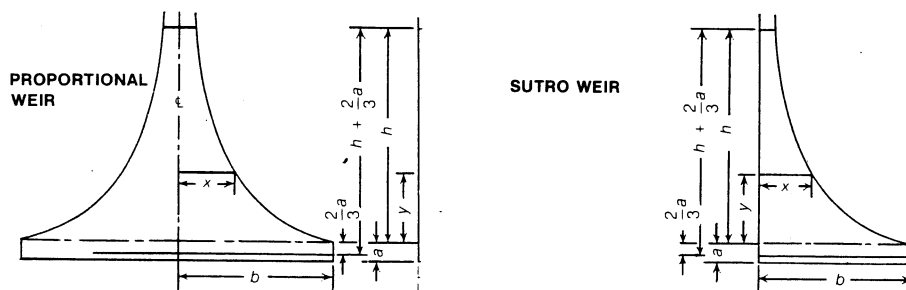 PROPORTIONAL
WEIR
℄
h + 2/3 a
h
x
y
2/3 a
a
b
SUTRO WEIR
h + 2/3 a
h
x
y
2/3 a
a
b